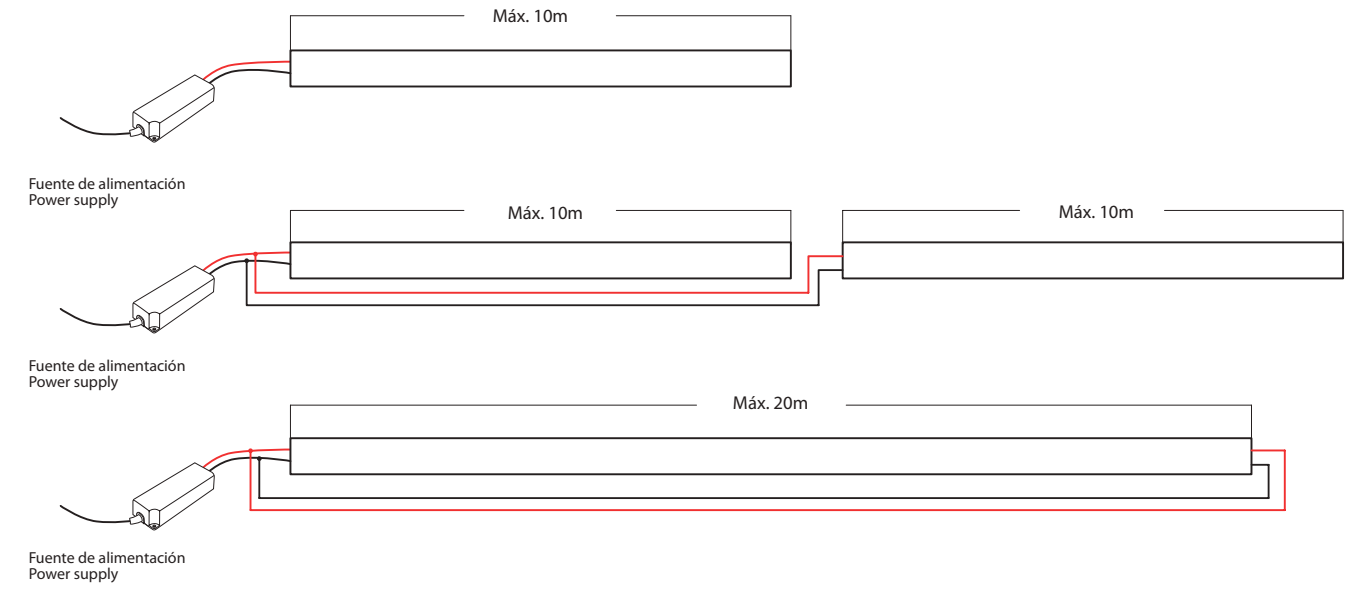 Máx. 10m
Fuente de alimentación
Power supply
Máx. 10m
Máx. 10m
Fuente de alimentación
Power supply
Máx. 20m
Fuente de alimentación
Power supply